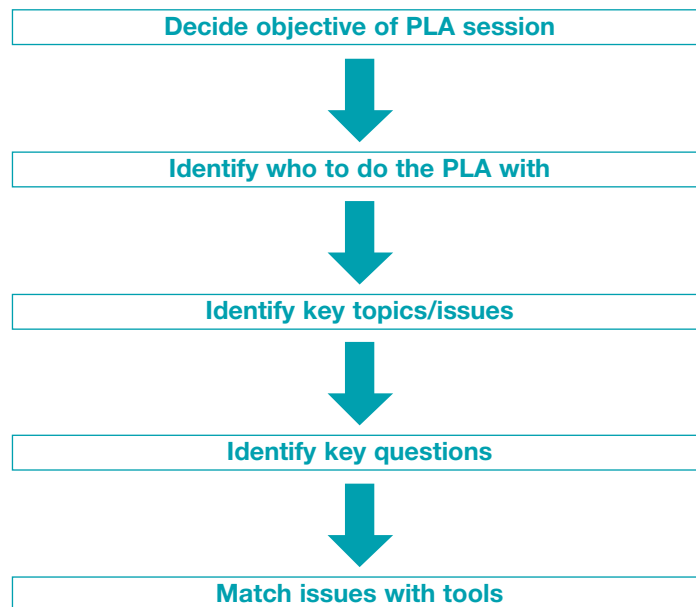 Decide objective of PLA session
Identify who to do the PLA with
Identify key topics/issues
Identify key questions
Match issues with tools